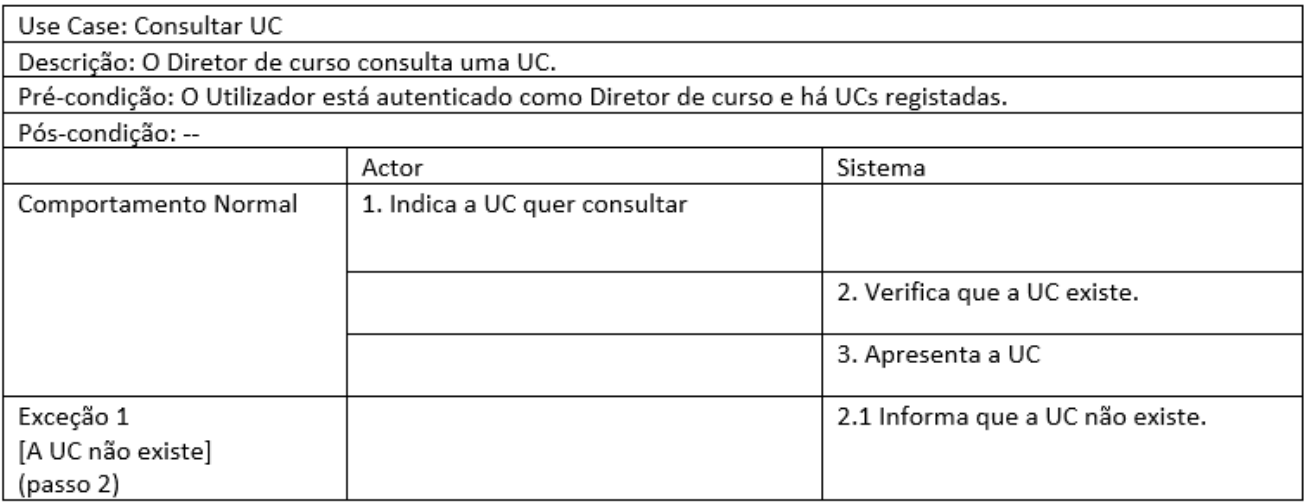 Use Case: Consultar UC
Descrição: O Diretor de curso consulta uma UC.
Pré-condição: O Utilizador está autenticado como Diretor de curso e há UCs registadas.
Pós-condição: --
Actor
Sistema
Comportamento Normal
1. Indica a UC quer consultar
2. Verifica que a UC existe.
3. Apresenta a UC
Exceção 1
[A UC não existe]
(passo 2)
2.1 Informa que a UC não existe.